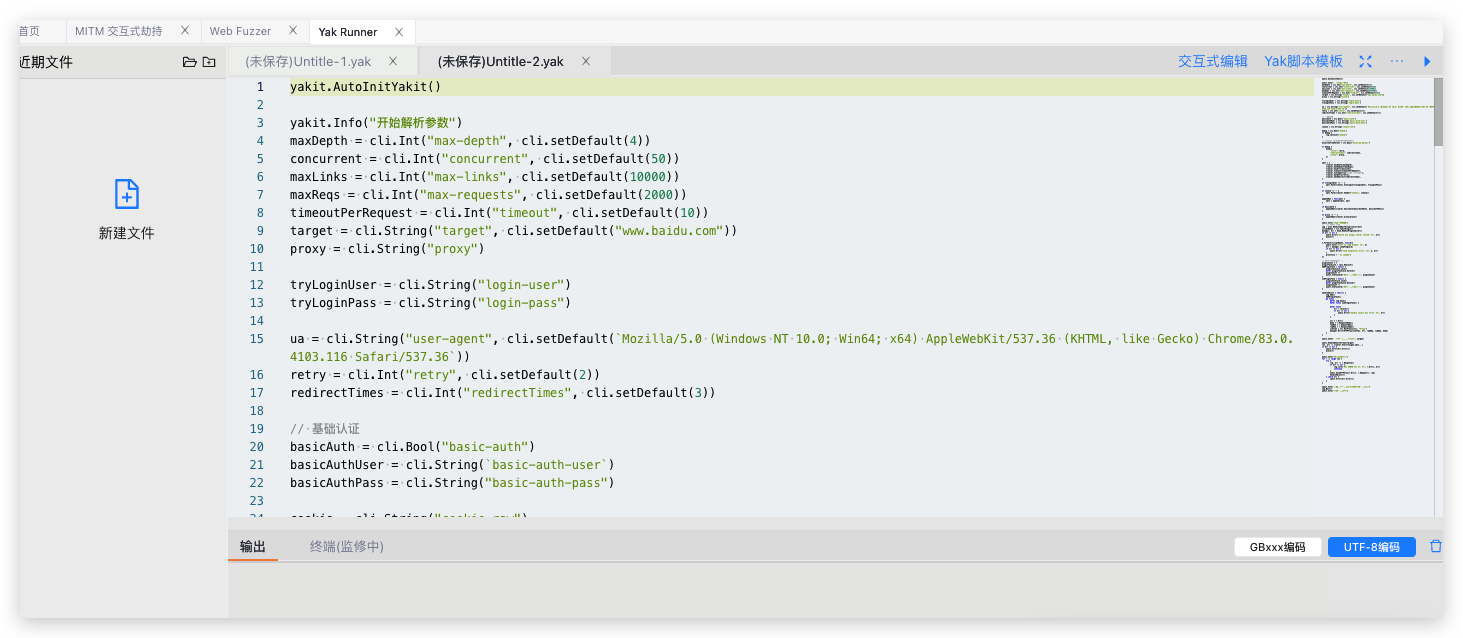 首页 MITM 交互式劫持 Web Fuzzer Yak Runner
近期文件
(未保存)Untitle-1.yak (未保存)Untitle-2.yak 交互式编辑 Yak脚本模板
新建文件
1 yakit.AutoInitYakit()
2
3 yakit.Info("开始解析参数")
4 maxDepth = cli.Int("max-depth", cli.setDefault(4))
5 concurrent = cli.Int("concurrent", cli.setDefault(50))
6 maxLinks = cli.Int("max-links", cli.setDefault(10000))
7 maxReqs = cli.Int("max-requests", cli.setDefault(2000))
8 timeoutPerRequest = cli.Int("timeout", cli.setDefault(10))
9 target = cli.String("target", cli.setDefault("www.baidu.com"))
10 proxy = cli.String("proxy")
11
12 tryLoginUser = cli.String("login-user")
13 tryLoginPass = cli.String("login-pass")
14
15 ua = cli.String("user-agent", cli.setDefault(`Mozilla/5.0 (Windows NT 10.0; Win64; x64) AppleWebKit/537.36 (KHTML, like Gecko) Chrome/83.0.
4103.116 Safari/537.36`))
16 retry = cli.Int("retry", cli.setDefault(2))
17 redirectTimes = cli.Int("redirectTimes", cli.setDefault(3))
18
19 // 基础认证
20 basicAuth = cli.Bool("basic-auth")
21 basicAuthUser = cli.String(`basic-auth-user`)
22 basicAuthPass = cli.String("basic-auth-pass")
23
输出 终端(监修中) GBxxx编码 UTF-8编码